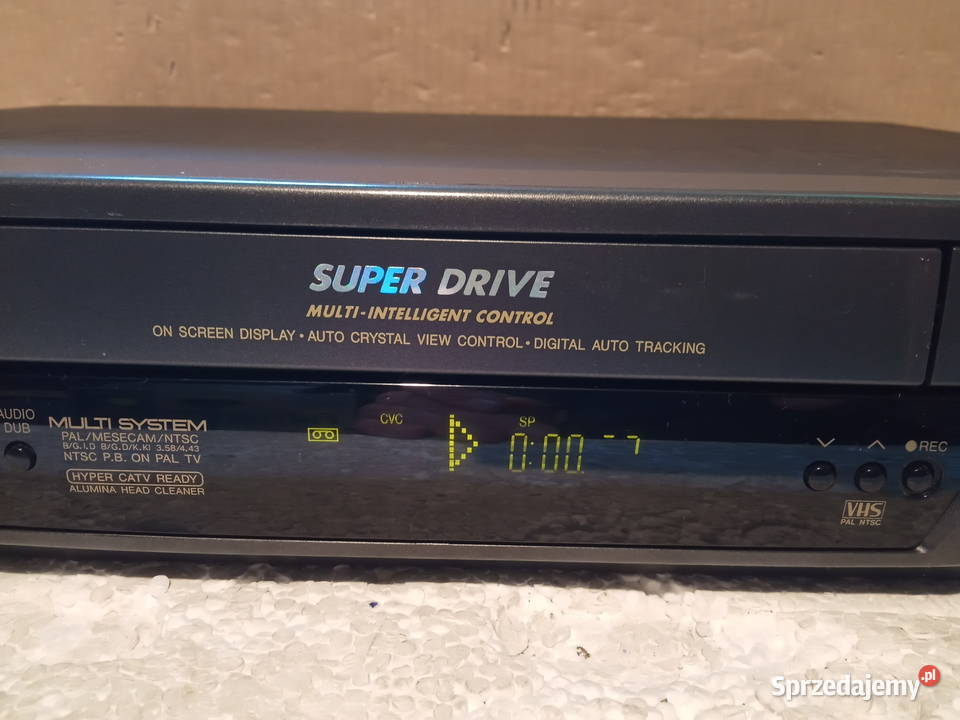 SUPER DRIVE
MULTI-INTELLIGENT CONTROL
ON SCREEN DISPLAY • AUTO CRYSTAL VIEW CONTROL • DIGITAL AUTO TRACKING
AUDIO
DUB
MULTI SYSTEM
PAL/MESECAM/NTSC
B/G.I.D B/G.D/K.KI 3.58/4.43
NTSC P.B. ON PAL TV
HYPER CATV READY
ALUMINA HEAD CLEANER
CVC
SP
0:00
REC
VHS
PAL NTSC
Sprzedajemy.pl